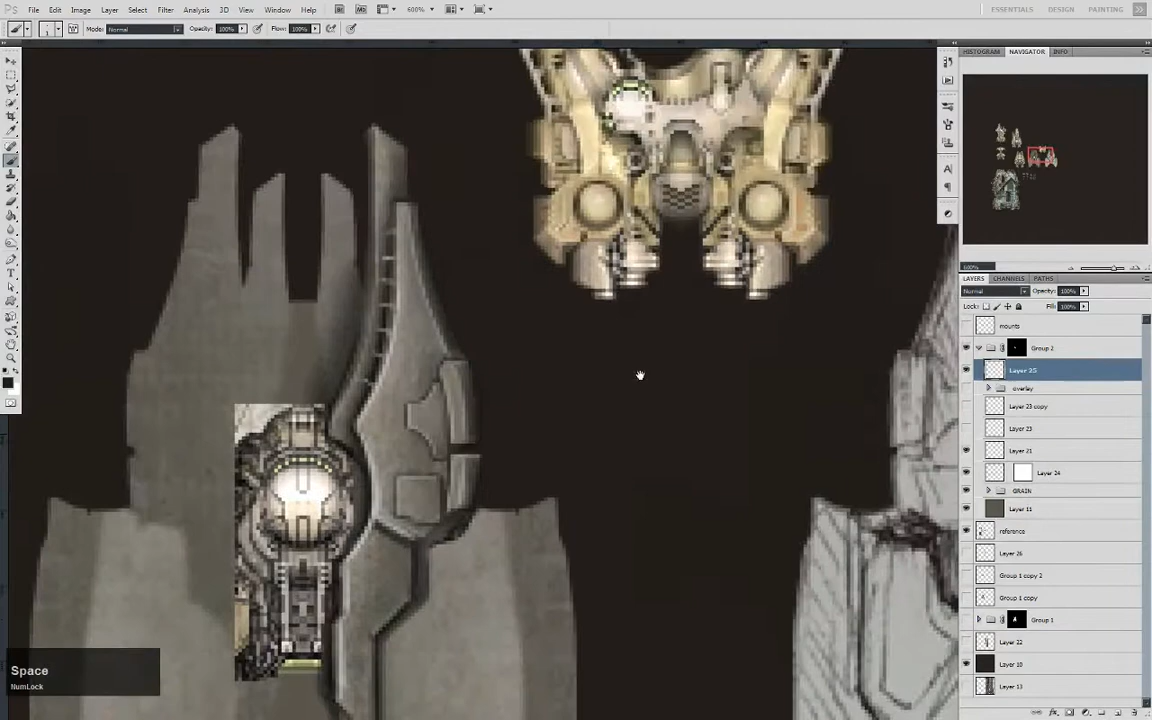 File Edit Image Layer Select Filter Analysis 3D View Window Help 600% ESSENTIALS DESIGN PAINTING
Mode: Normal Opacity: 100% Flow: 100%
HISTOGRAM NAVIGATOR INFO
600%
LAYERS CHANNELS PATHS
Normal Opacity: 100%
Lock: Fill: 100%
mounts
Group 2
Layer 25
overlay
Layer 23 copy
Layer 23
Layer 21
Layer 24
GRAIN
Layer 11
reference
Layer 26
Group 1 copy 2
Group 1 copy
Group 1
Layer 22
Layer 10
Layer 13
Space
NumLock